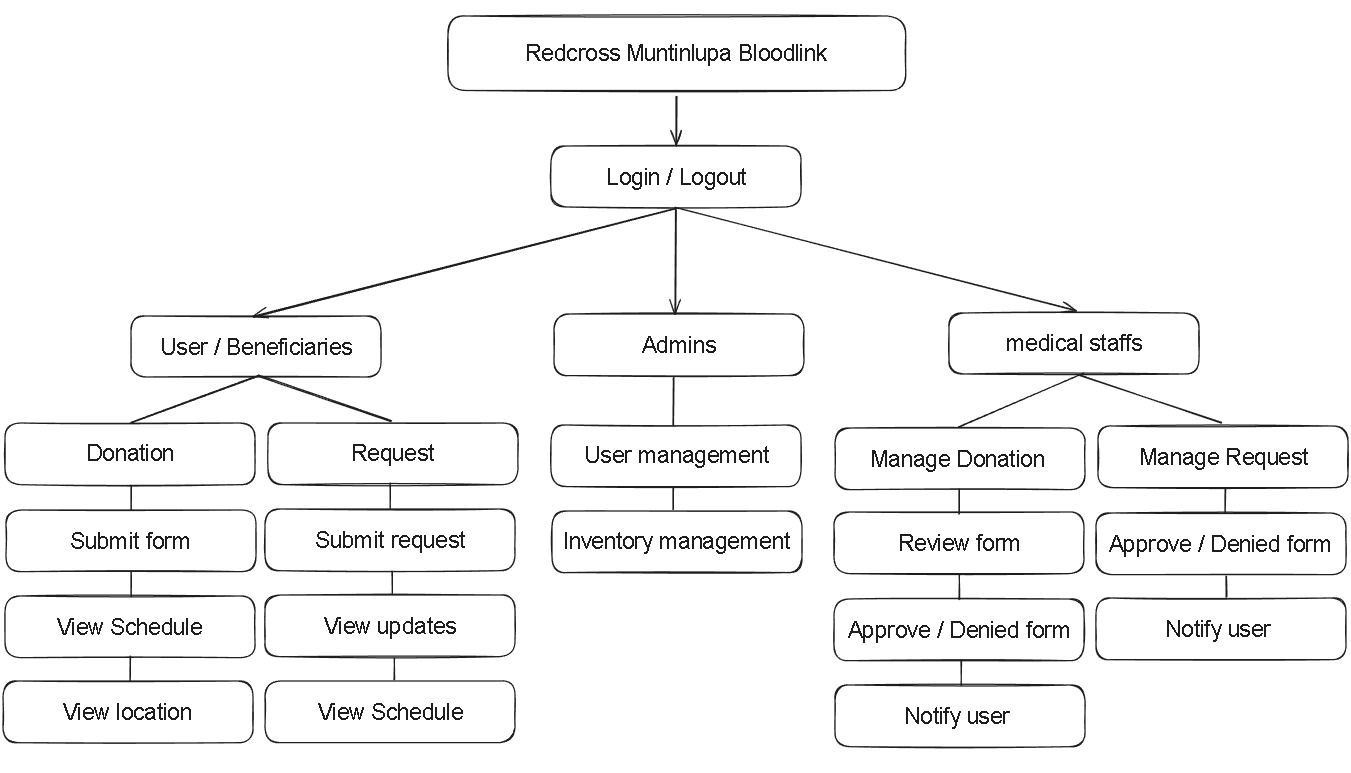 Redcross Muntinlupa Bloodlink
Login / Logout
User / Beneficiaries
Admins
medical staffs
Donation
Request
User management
Manage Donation
Manage Request
Submit form
Submit request
Inventory management
Review form
Approve / Denied form
View Schedule
View updates
Approve / Denied form
Notify user
View location
View Schedule
Notify user